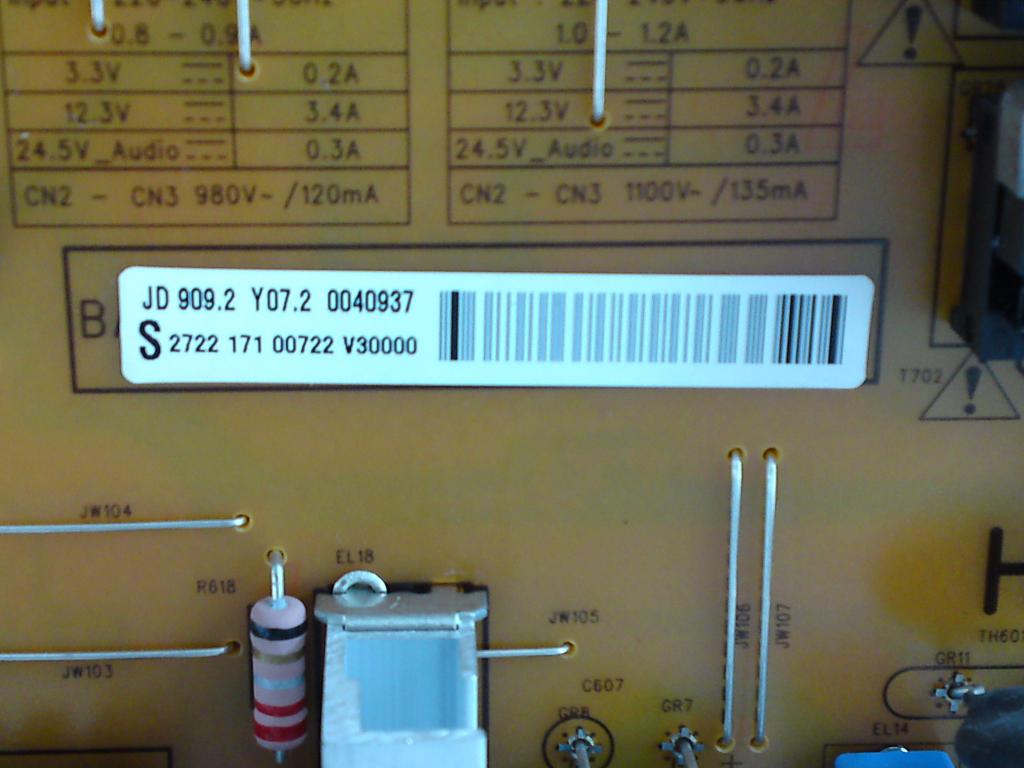 0.8 - 0.9A
3.3V 0.2A
12.3V 3.4A
24.5V_Audio 0.3A
CN2 - CN3 980V~ /120mA
1.0 - 1.2A
3.3V 0.2A
12.3V 3.4A
24.5V_Audio 0.3A
CN2 - CN3 1100V~ /135mA
JD 909.2 Y07.2 0040937
S 2722 171 00722 V30000
T702
JW104
EL18
R618
JW105
JW106
JW107
JW103
C607
GR8
GR7
GR11
EL14